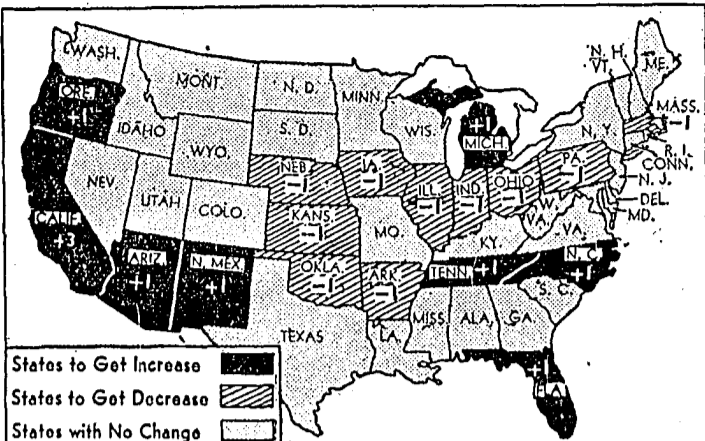 WASH.
ORE.
+1
CALIF.
+3
IDAHO
NEV.
MONT.
WYO.
UTAH
COLO.
ARIZ.
+1
N. MEX.
+1
N. D.
S. D.
NEB.
−1
KANS.
−1
OKLA.
−1
TEXAS
MINN.
IA.
−1
MO.
ARK.
−1
LA.
WIS.
ILL.
−1
MICH.
+1
IND.
−1
OHIO
−1
KY.
TENN. +1
MISS.
ALA.
GA.
FLA.
W. VA.
VA.
N. C.
+1
S. C.
PA.
−1
N. Y.
VT.
N. H.
ME.
MASS.
−1
R. I.
CONN.
N. J.
DEL.
MD.
States to Get Increase
States to Get Decrease
States with No Change